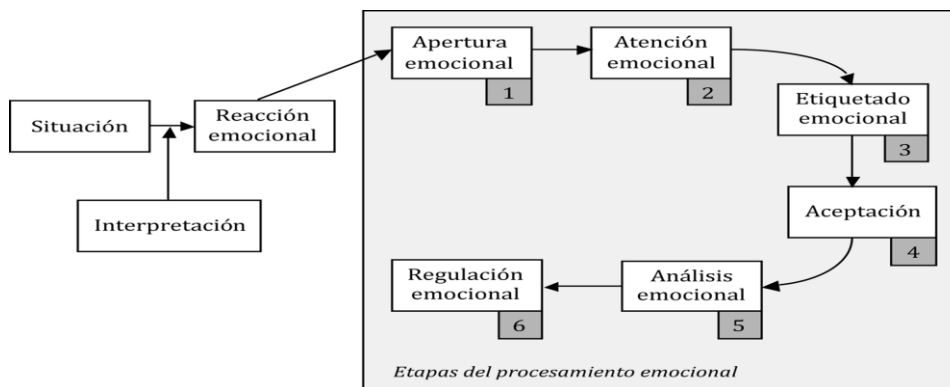 Situación
Interpretación
Reacción
emocional
Apertura
emocional
1
Atención
emocional
2
Etiquetado
emocional
3
Aceptación
4
Análisis
emocional
5
Regulación
emocional
6
Etapas del procesamiento emocional